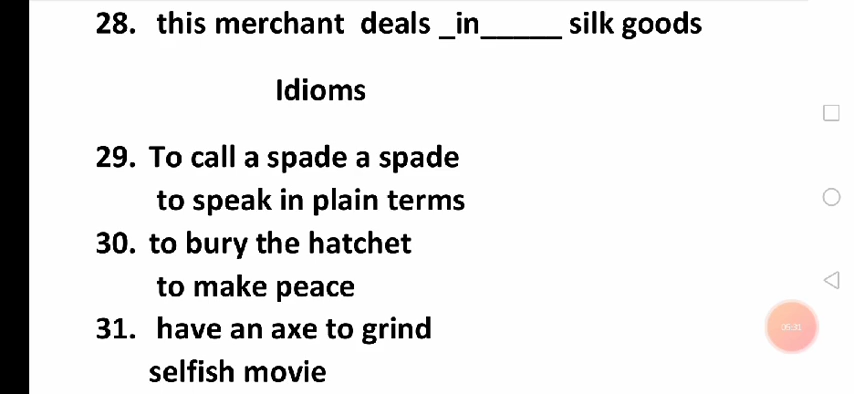 28. this merchant deals _in_____ silk goods
Idioms
29. To call a spade a spade
to speak in plain terms
30. to bury the hatchet
to make peace
31. have an axe to grind
selfish movie